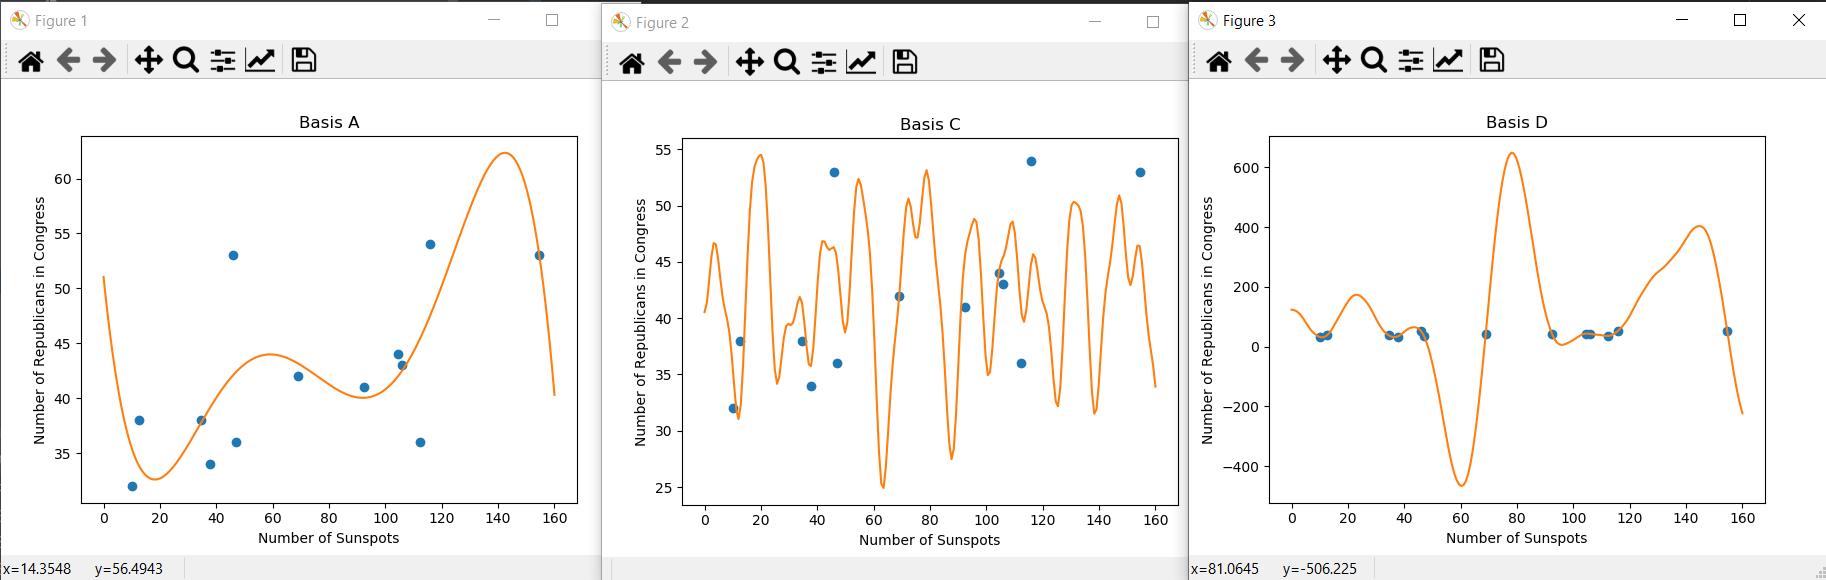 Figure 1
Basis A
Number of Republicans in Congress
60
55
50
45
40
35
0 20 40 60 80 100 120 140 160
Number of Sunspots
x=14.3548 y=56.4943
Figure 2
Basis C
Number of Republicans in Congress
55
50
45
40
35
30
25
0 20 40 60 80 100 120 140 160
Number of Sunspots
Figure 3
Basis D
Number of Republicans in Congress
600
400
200
0
−200
−400
0 20 40 60 80 100 120 140 160
Number of Sunspots
x=81.0645 y=-506.225